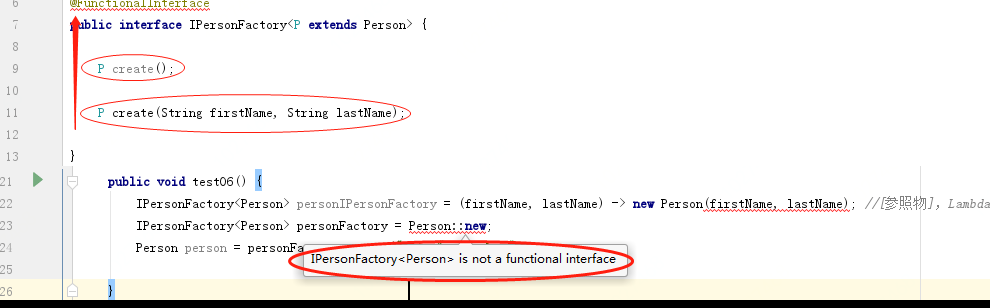 6 @FunctionalInterface
7 public interface IPersonFactory<P extends Person> {
8
9 P create();
10
11 P create(String firstName, String lastName);
12
13 }
21 public void test06() {
22 IPersonFactory<Person> personIPersonFactory = (firstName, lastName) -> new Person(firstName, lastName); //[参照物], Lambda
23 IPersonFactory<Person> personFactory = Person::new;
24 Person person = personFa
IPersonFactory<Person> is not a functional interface
25
26 }